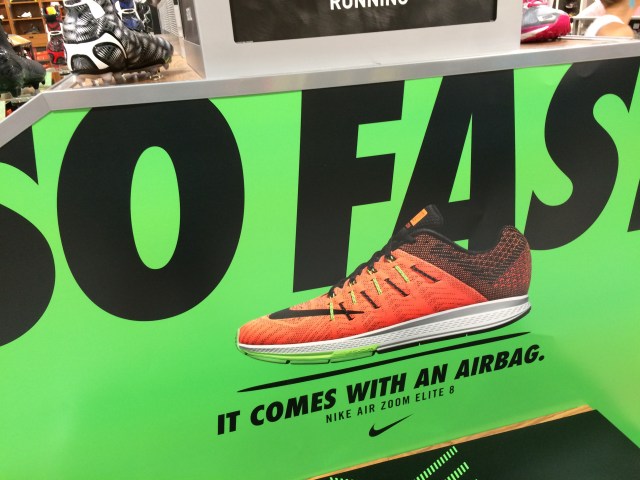 RUNNING
SO FAS
IT COMES WITH AN AIRBAG.
NIKE AIR ZOOM ELITE 8